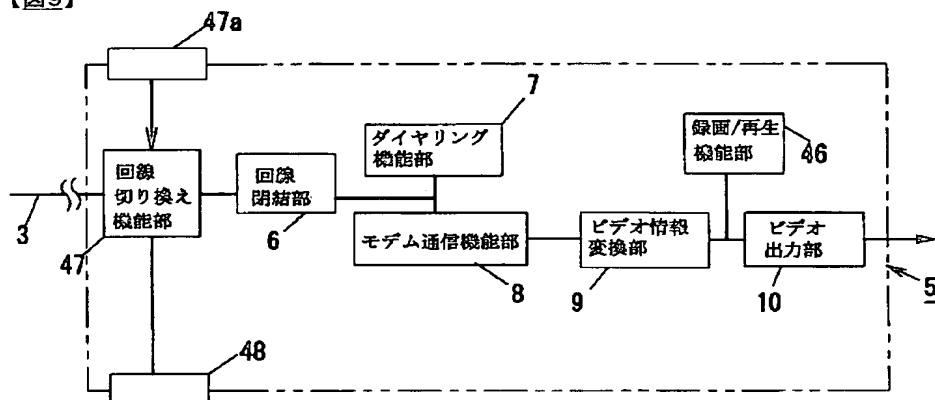 【図9】
47a
7
ダイヤリング
機能部
録画/再生
機能部
46
回線
切り換え
機能部
回線
閉結部
3
47
6
モデム通信機能部
8
ビデオ情報
変換部
9
ビデオ
出力部
10
5
48